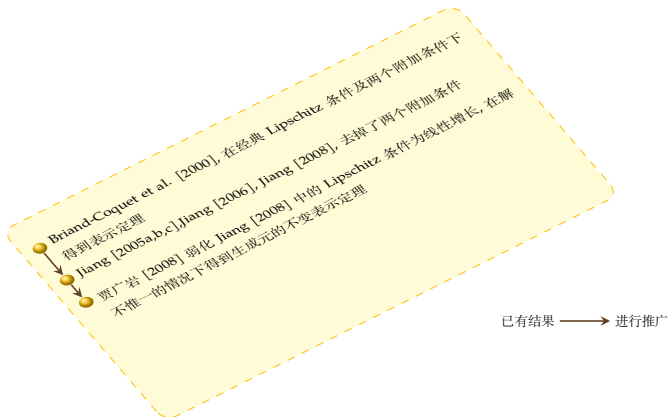 Briand-Coquet et al. [2000], 在经典 Lipschitz 条件及两个附加条件下
得到表示定理
Jiang [2005a,b,c],Jiang [2006], Jiang [2008], 去掉了两个附加条件
贾广岩 [2008] 弱化 Jiang [2008] 中的 Lipschitz 条件为线性增长, 在解
不惟一的情况下得到生成元的不变表示定理
已有结果 进行推广